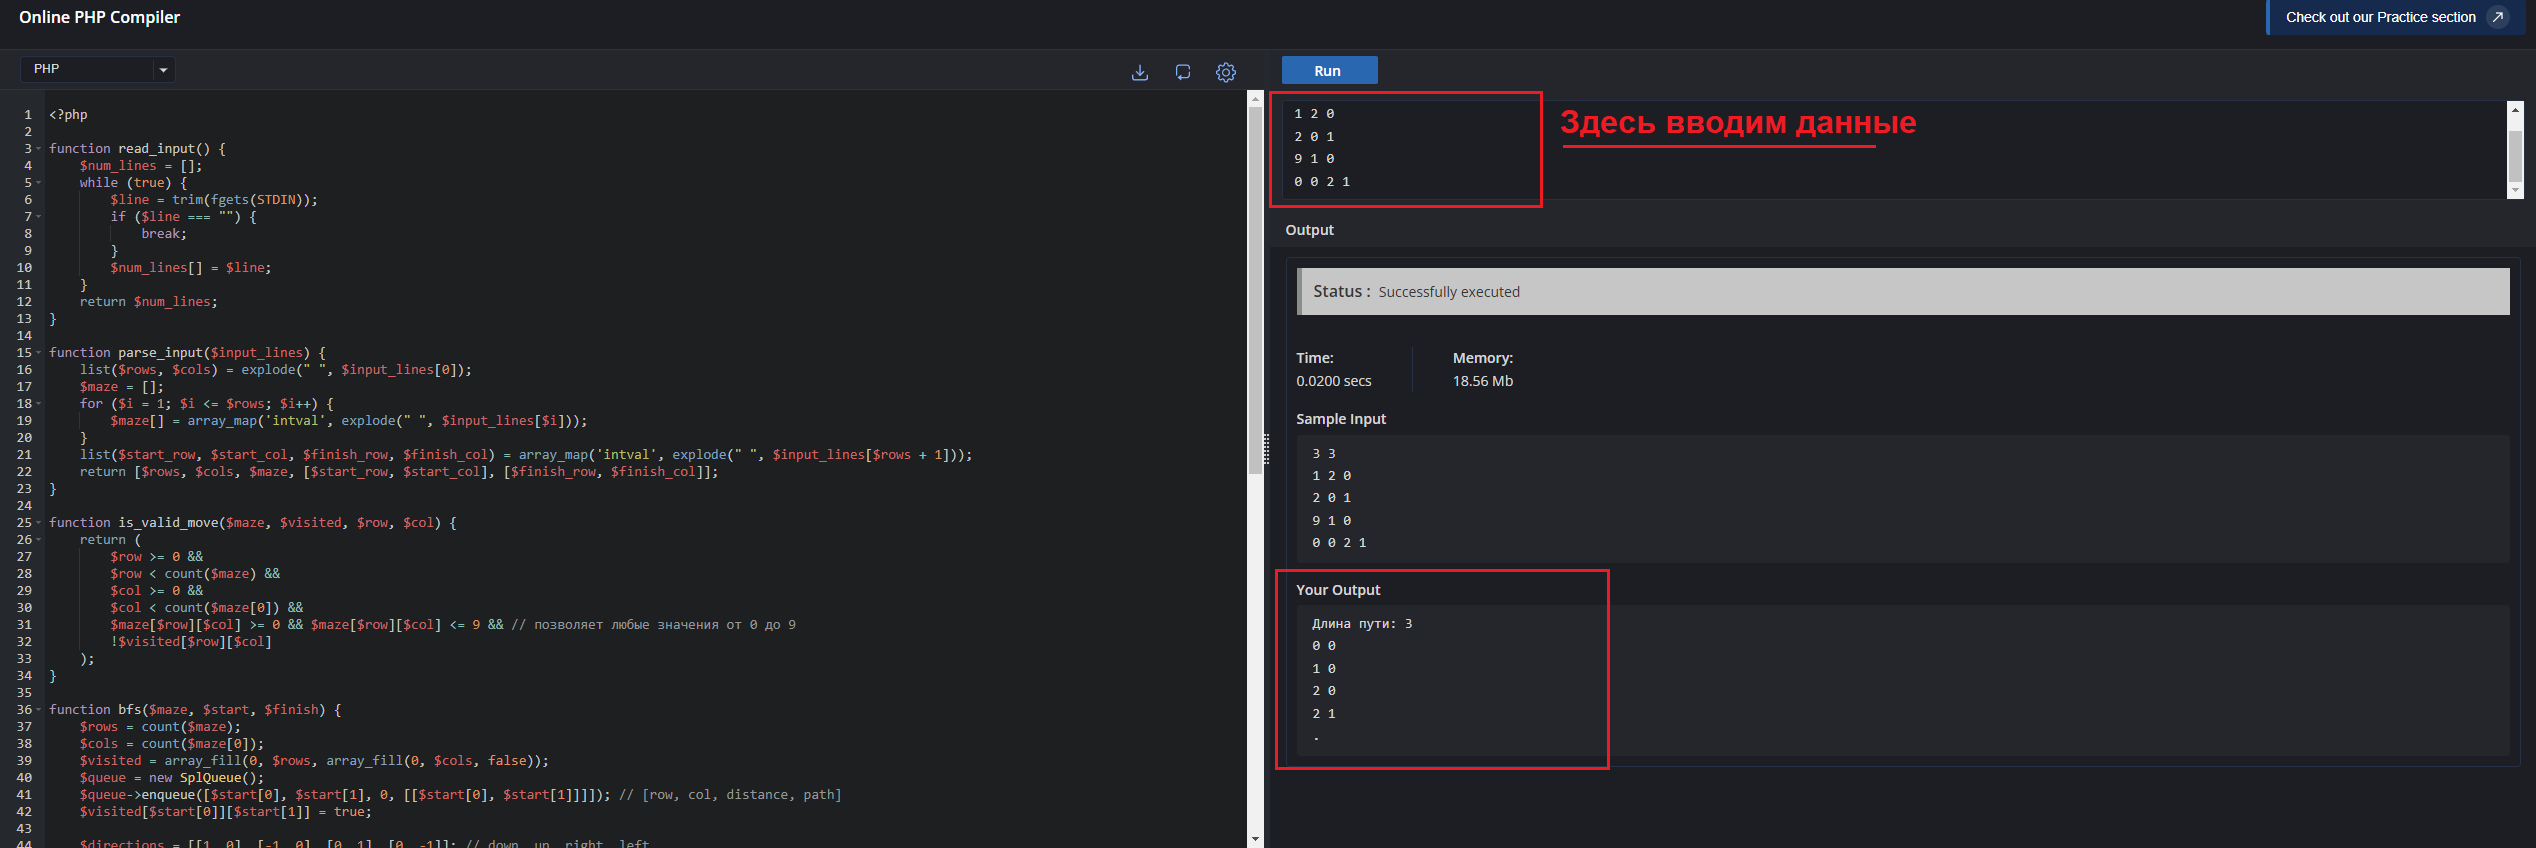 Online PHP Compiler
Check out our Practice section
PHP
1 <?php
2
3 function read_input() {
4 $num_lines = [];
5 while (true) {
6 $line = trim(fgets(STDIN));
7 if ($line === "") {
8 break;
9 }
10 $num_lines[] = $line;
11 }
12 return $num_lines;
13 }
14
15 function parse_input($input_lines) {
16 list($rows, $cols) = explode(" ", $input_lines[0]);
17 $maze = [];
18 for ($i = 1; $i <= $rows; $i++) {
19 $maze[] = array_map('intval', explode(" ", $input_lines[$i]));
20 }
21 list($start_row, $start_col, $finish_row, $finish_col) = array_map('intval', explode(" ", $input_lines[$rows + 1]));
22 return [$rows, $cols, $maze, [$start_row, $start_col], [$finish_row, $finish_col]];
23 }
24
25 function is_valid_move($maze, $visited, $row, $col) {
26 return (
27 $row >= 0 &&
28 $row < count($maze) &&
29 $col >= 0 &&
30 $col < count($maze[0]) &&
31 $maze[$row][$col] >= 0 && $maze[$row][$col] <= 9 && // позволяет любые значения от 0 до 9
32 !$visited[$row][$col]
33 );
34 }
35
36 function bfs($maze, $start, $finish) {
37 $rows = count($maze);
38 $cols = count($maze[0]);
39 $visited = array_fill(0, $rows, array_fill(0, $cols, false));
40 $queue = new SplQueue();
41 $queue->enqueue([$start[0], $start[1], 0, [[$start[0], $start[1]]]]); // [row, col, distance, path]
42 $visited[$start[0]][$start[1]] = true;
43
44 $directions = [[1, 0], [-1, 0], [0, 1], [0, -1]]; // down, up, right, left
Run
1 2 0
2 0 1
9 1 0
0 0 2 1
Здесь вводим данные
Output
Status : Successfully executed
Time:
0.0200 secs
Memory:
18.56 Mb
Sample Input
3 3
1 2 0
2 0 1
9 1 0
0 0 2 1
Your Output
Длина пути: 3
0 0
1 0
2 0
2 1
.